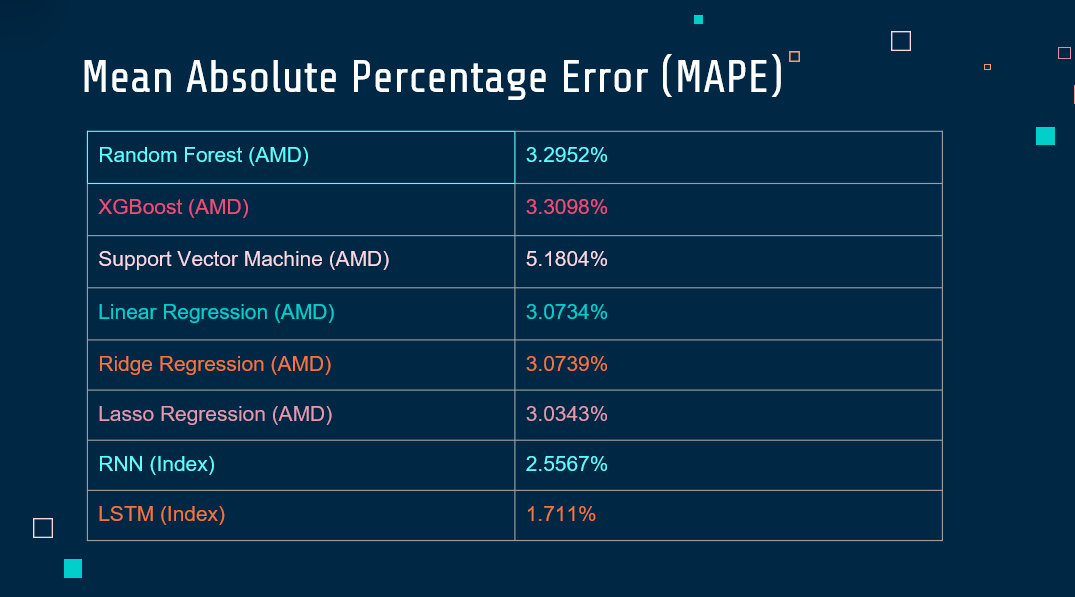 Mean Absolute Percentage Error (MAPE)
Random Forest (AMD) 3.2952%
XGBoost (AMD) 3.3098%
Support Vector Machine (AMD) 5.1804%
Linear Regression (AMD) 3.0734%
Ridge Regression (AMD) 3.0739%
Lasso Regression (AMD) 3.0343%
RNN (Index) 2.5567%
LSTM (Index) 1.711%